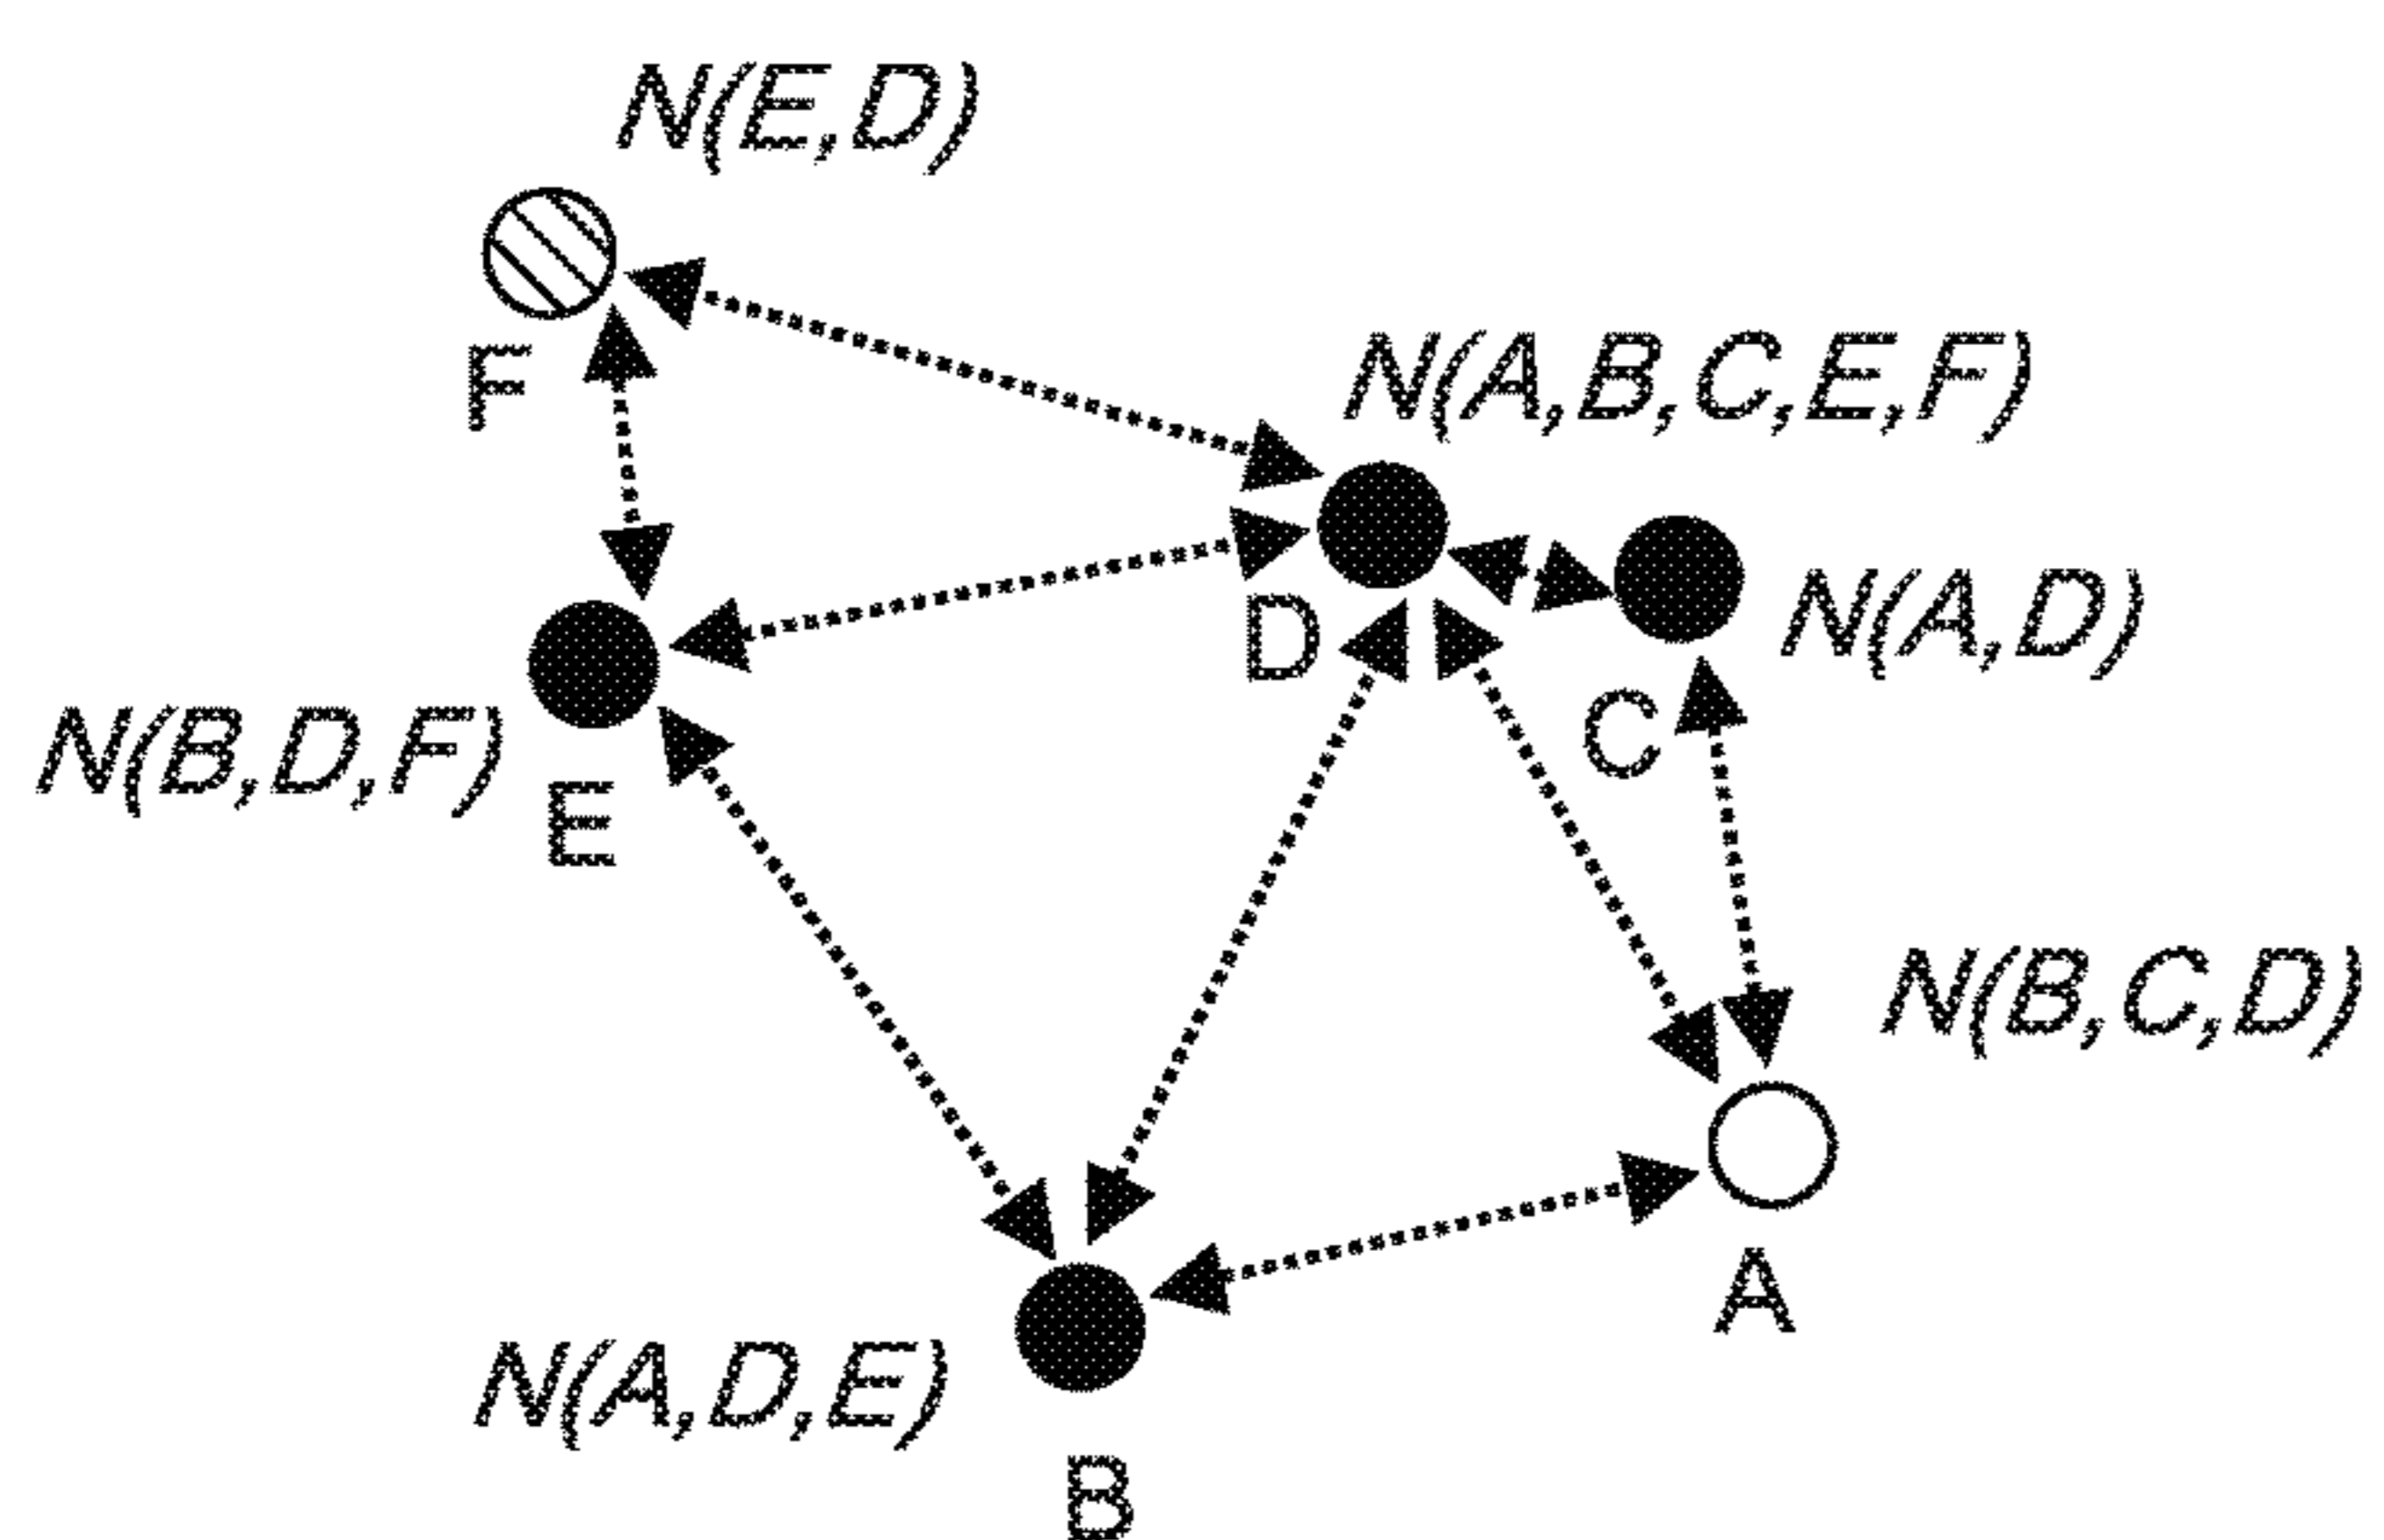 N(E,D)
F
N(A,B,C,E,F)
D
N(A,D)
C
N(B,D,F)
E
N(B,C,D)
A
N(A,D,E)
B